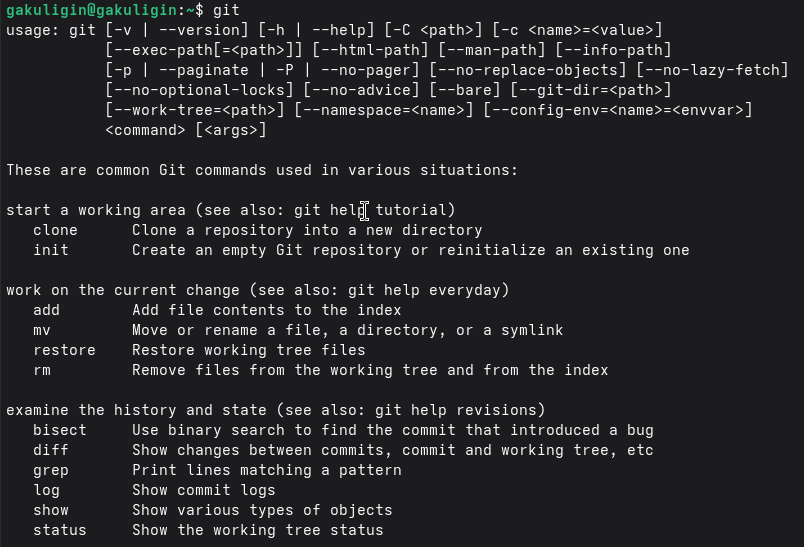 gakuligin@gakuligin:~$ git
usage: git [-v | --version] [-h | --help] [-C <path>] [-c <name>=<value>]
           [--exec-path[=<path>]] [--html-path] [--man-path] [--info-path]
           [-p | --paginate | -P | --no-pager] [--no-replace-objects] [--no-lazy-fetch]
           [--no-optional-locks] [--no-advice] [--bare] [--git-dir=<path>]
           [--work-tree=<path>] [--namespace=<name>] [--config-env=<name>=<envvar>]
           <command> [<args>]

These are common Git commands used in various situations:

start a working area (see also: git help tutorial)
   clone      Clone a repository into a new directory
   init       Create an empty Git repository or reinitialize an existing one

work on the current change (see also: git help everyday)
   add        Add file contents to the index
   mv         Move or rename a file, a directory, or a symlink
   restore    Restore working tree files
   rm         Remove files from the working tree and from the index

examine the history and state (see also: git help revisions)
   bisect     Use binary search to find the commit that introduced a bug
   diff       Show changes between commits, commit and working tree, etc
   grep       Print lines matching a pattern
   log        Show commit logs
   show       Show various types of objects
   status     Show the working tree status